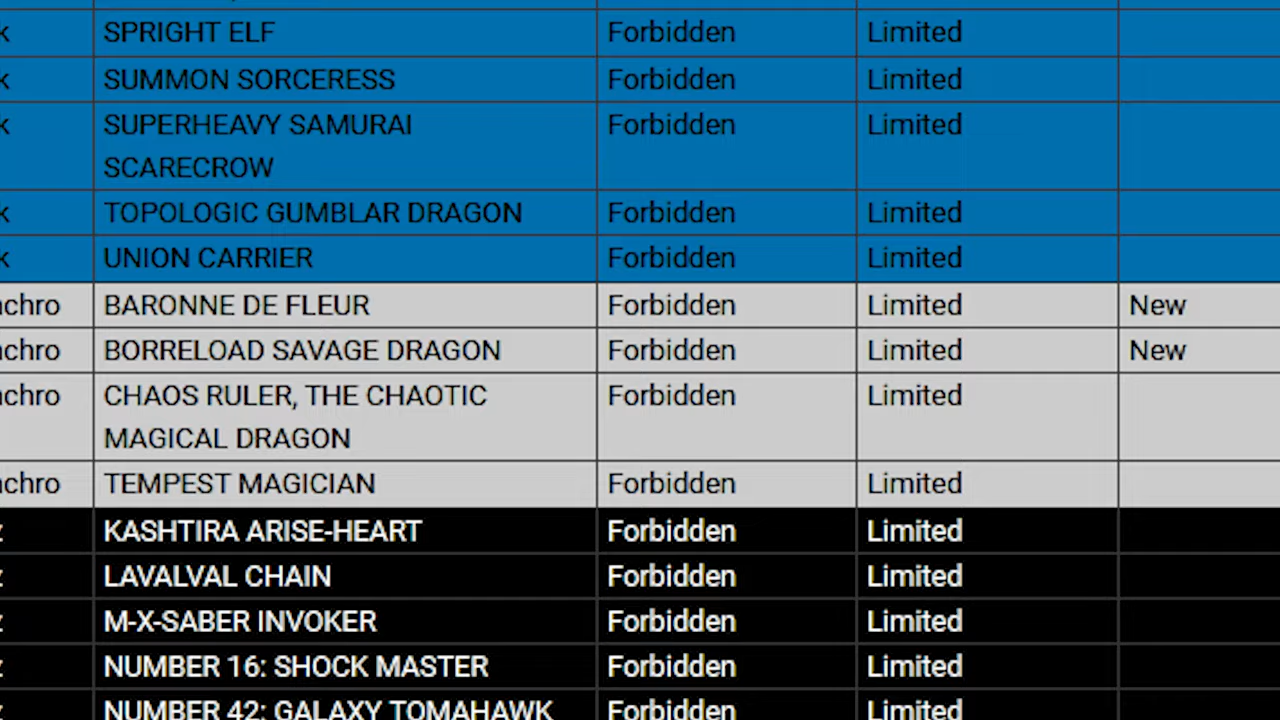 k SPRIGHT ELF Forbidden Limited
k SUMMON SORCERESS Forbidden Limited
k SUPERHEAVY SAMURAI Forbidden Limited
SCARECROW
k TOPOLOGIC GUMBLAR DRAGON Forbidden Limited
k UNION CARRIER Forbidden Limited
nchro BARONNE DE FLEUR Forbidden Limited New
nchro BORRELOAD SAVAGE DRAGON Forbidden Limited New
nchro CHAOS RULER, THE CHAOTIC Forbidden Limited
MAGICAL DRAGON
nchro TEMPEST MAGICIAN Forbidden Limited
z KASHTIRA ARISE-HEART Forbidden Limited
z LAVALVAL CHAIN Forbidden Limited
z M-X-SABER INVOKER Forbidden Limited
z NUMBER 16: SHOCK MASTER Forbidden Limited
z NUMBER 42: GALAXY TOMAHAWK Forbidden Limited